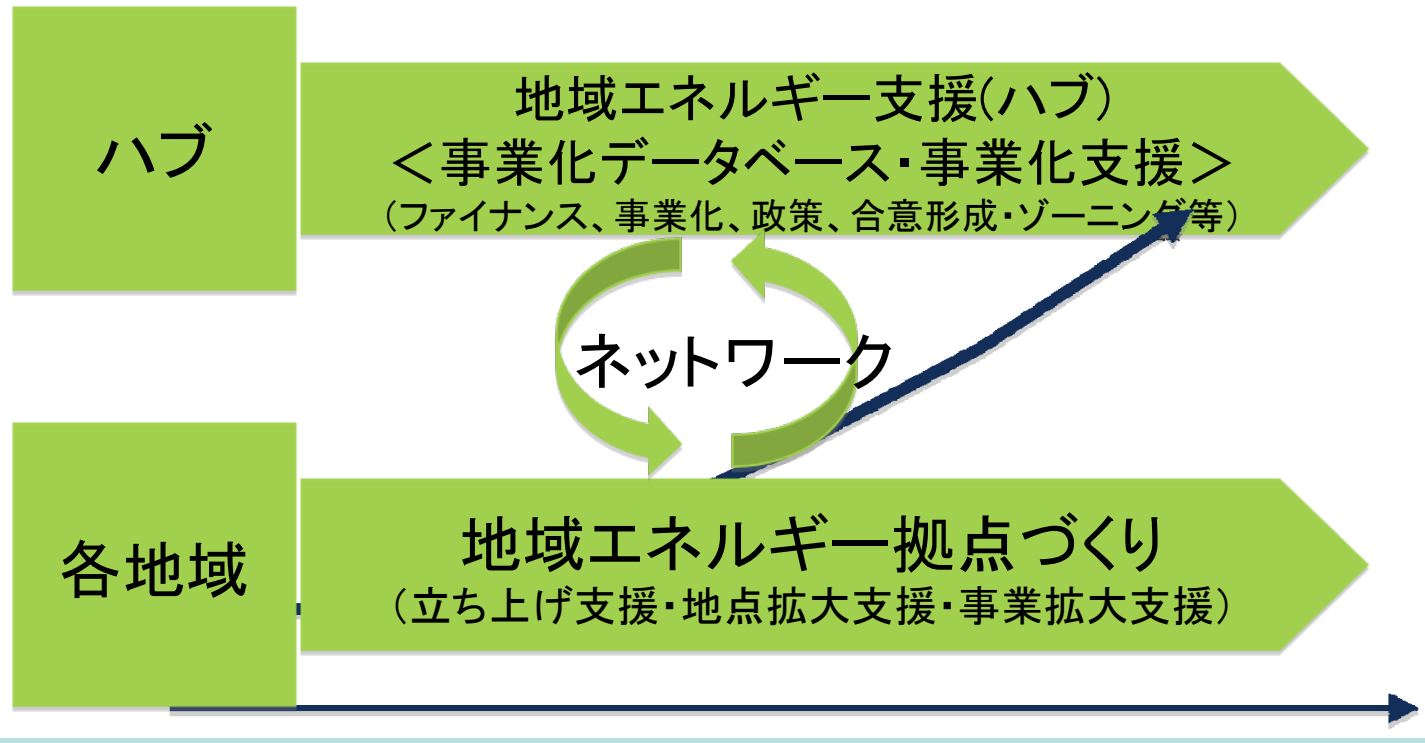 ハブ
地域エネルギー支援(ハブ)
＜事業化データベース・事業化支援＞
（ファイナンス、事業化、政策、合意形成・ゾーニング等）
ネットワーク
各地域
地域エネルギー拠点づくり
（立ち上げ支援・地点拡大支援・事業拡大支援）